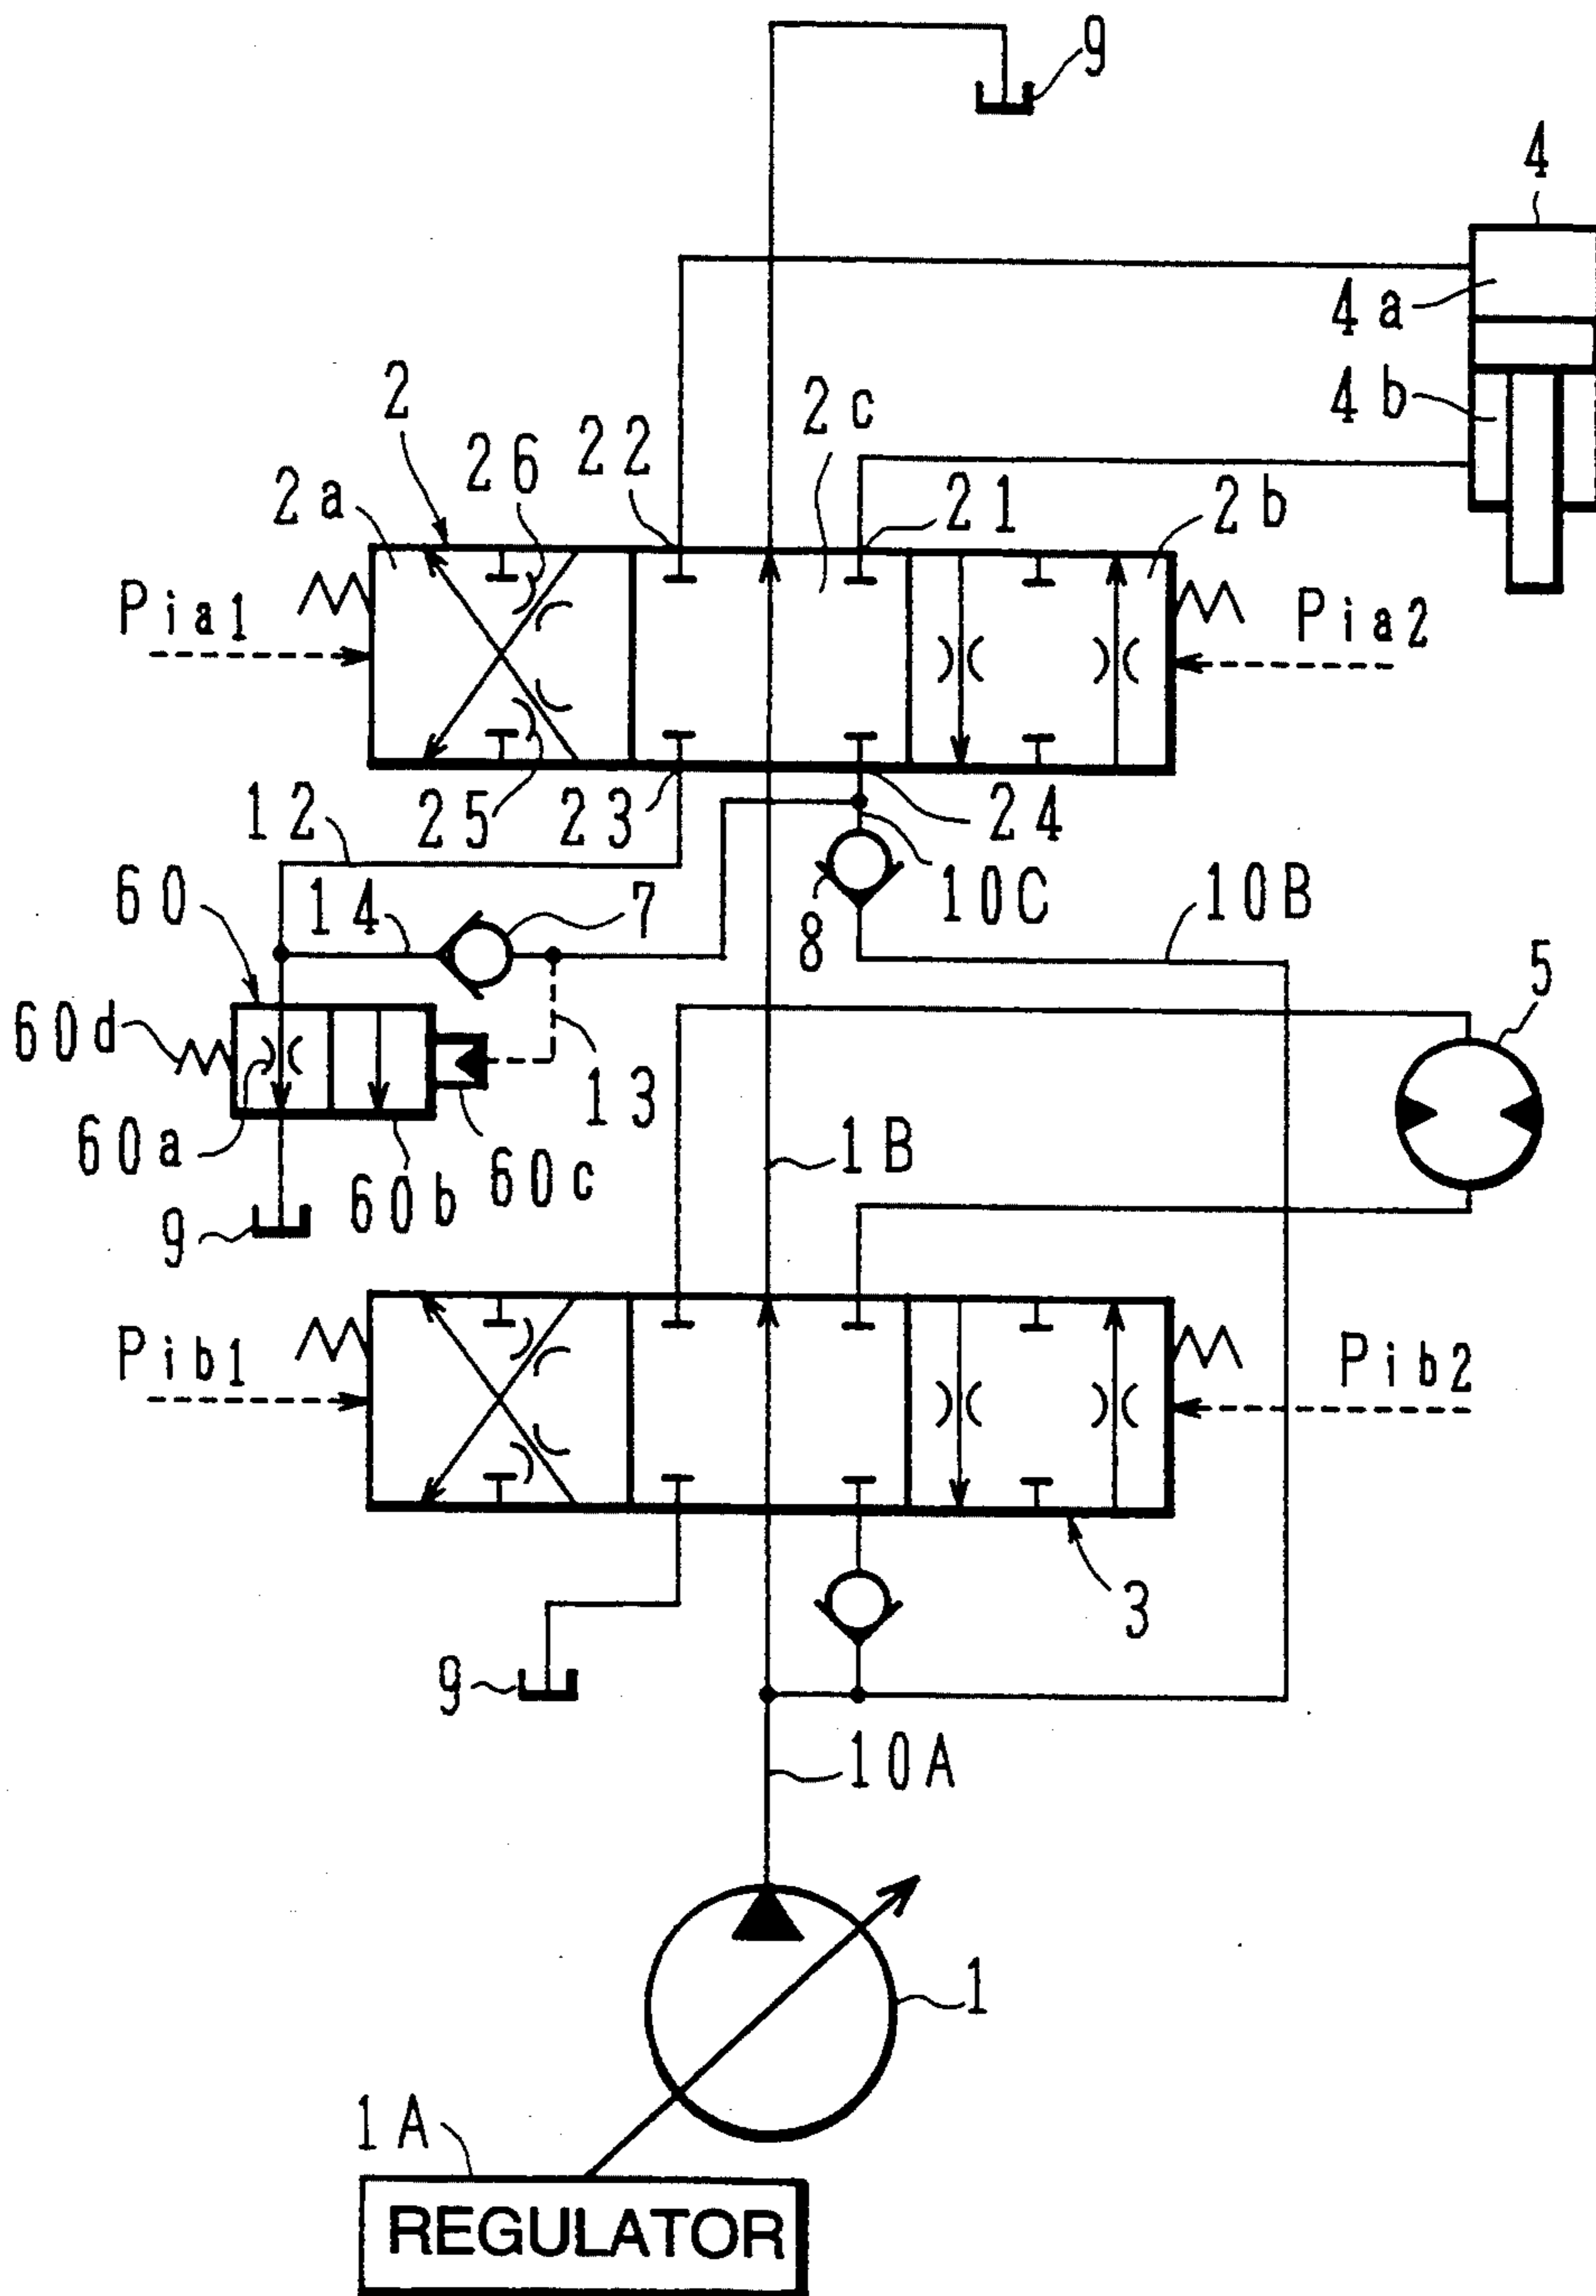 9
4
4a
4b
2
26
22
2c
2a
21
2b
Pia1
Pia2
12
25
23
24
60
14
7
8
10C
10B
5
60d
13
60a
1B
60c
60b
9
Pib1
Pib2
3
9
10A
1
1A
REGULATOR